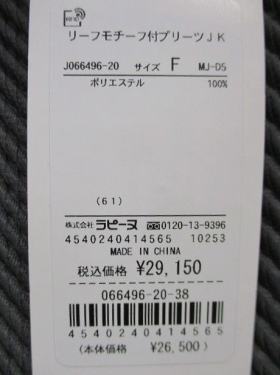 リーフモチーフ付プリーツJK
J066496-20 サイズ F MJ-DS
ポリエステル 100%
(61)
株式会社 ラピーヌ 0120-13-9396
4540240414565 10253
MADE IN CHINA
税込価格 ¥29,150
066496-20-38
4540240414565
(本体価格 ¥26,500)